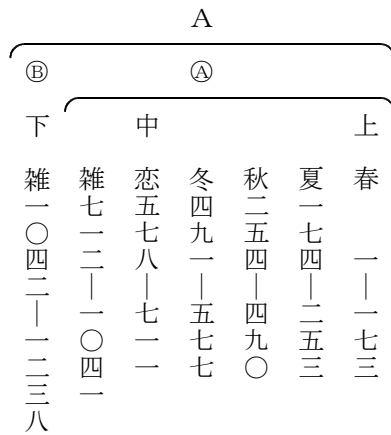 A
Ⓐ
Ⓑ
上 春 一―一七三
夏一七四―二五三
秋二五四―四九〇
冬四九一―五七七
中 恋五七八―七一一
雑七一二―一〇四一
下 雑一〇四二―一二三八